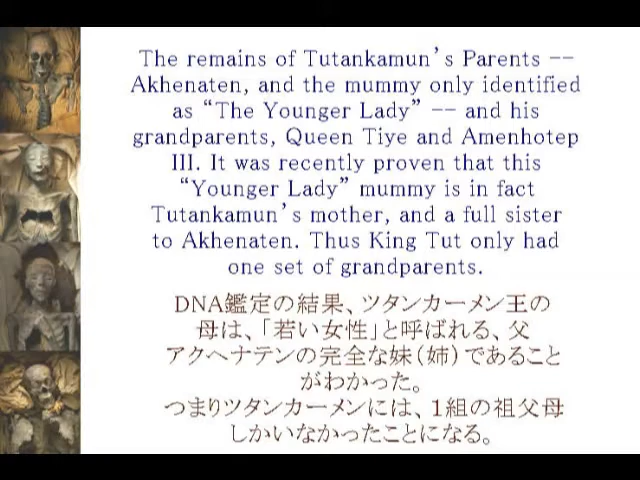 The remains of Tutankamun's Parents --
Akhenaten, and the mummy only identified
as “The Younger Lady” -- and his
grandparents, Queen Tiye and Amenhotep
III. It was recently proven that this
“Younger Lady” mummy is in fact
Tutankamun's mother, and a full sister
to Akhenaten. Thus King Tut only had
one set of grandparents.
DNA鑑定の結果、ツタンカーメン王の
母は、「若い女性」と呼ばれる、父
アクヘナテンの完全な妹（姉）であること
がわかった。
つまりツタンカーメンには、１組の祖父母
しかいなかったことになる。